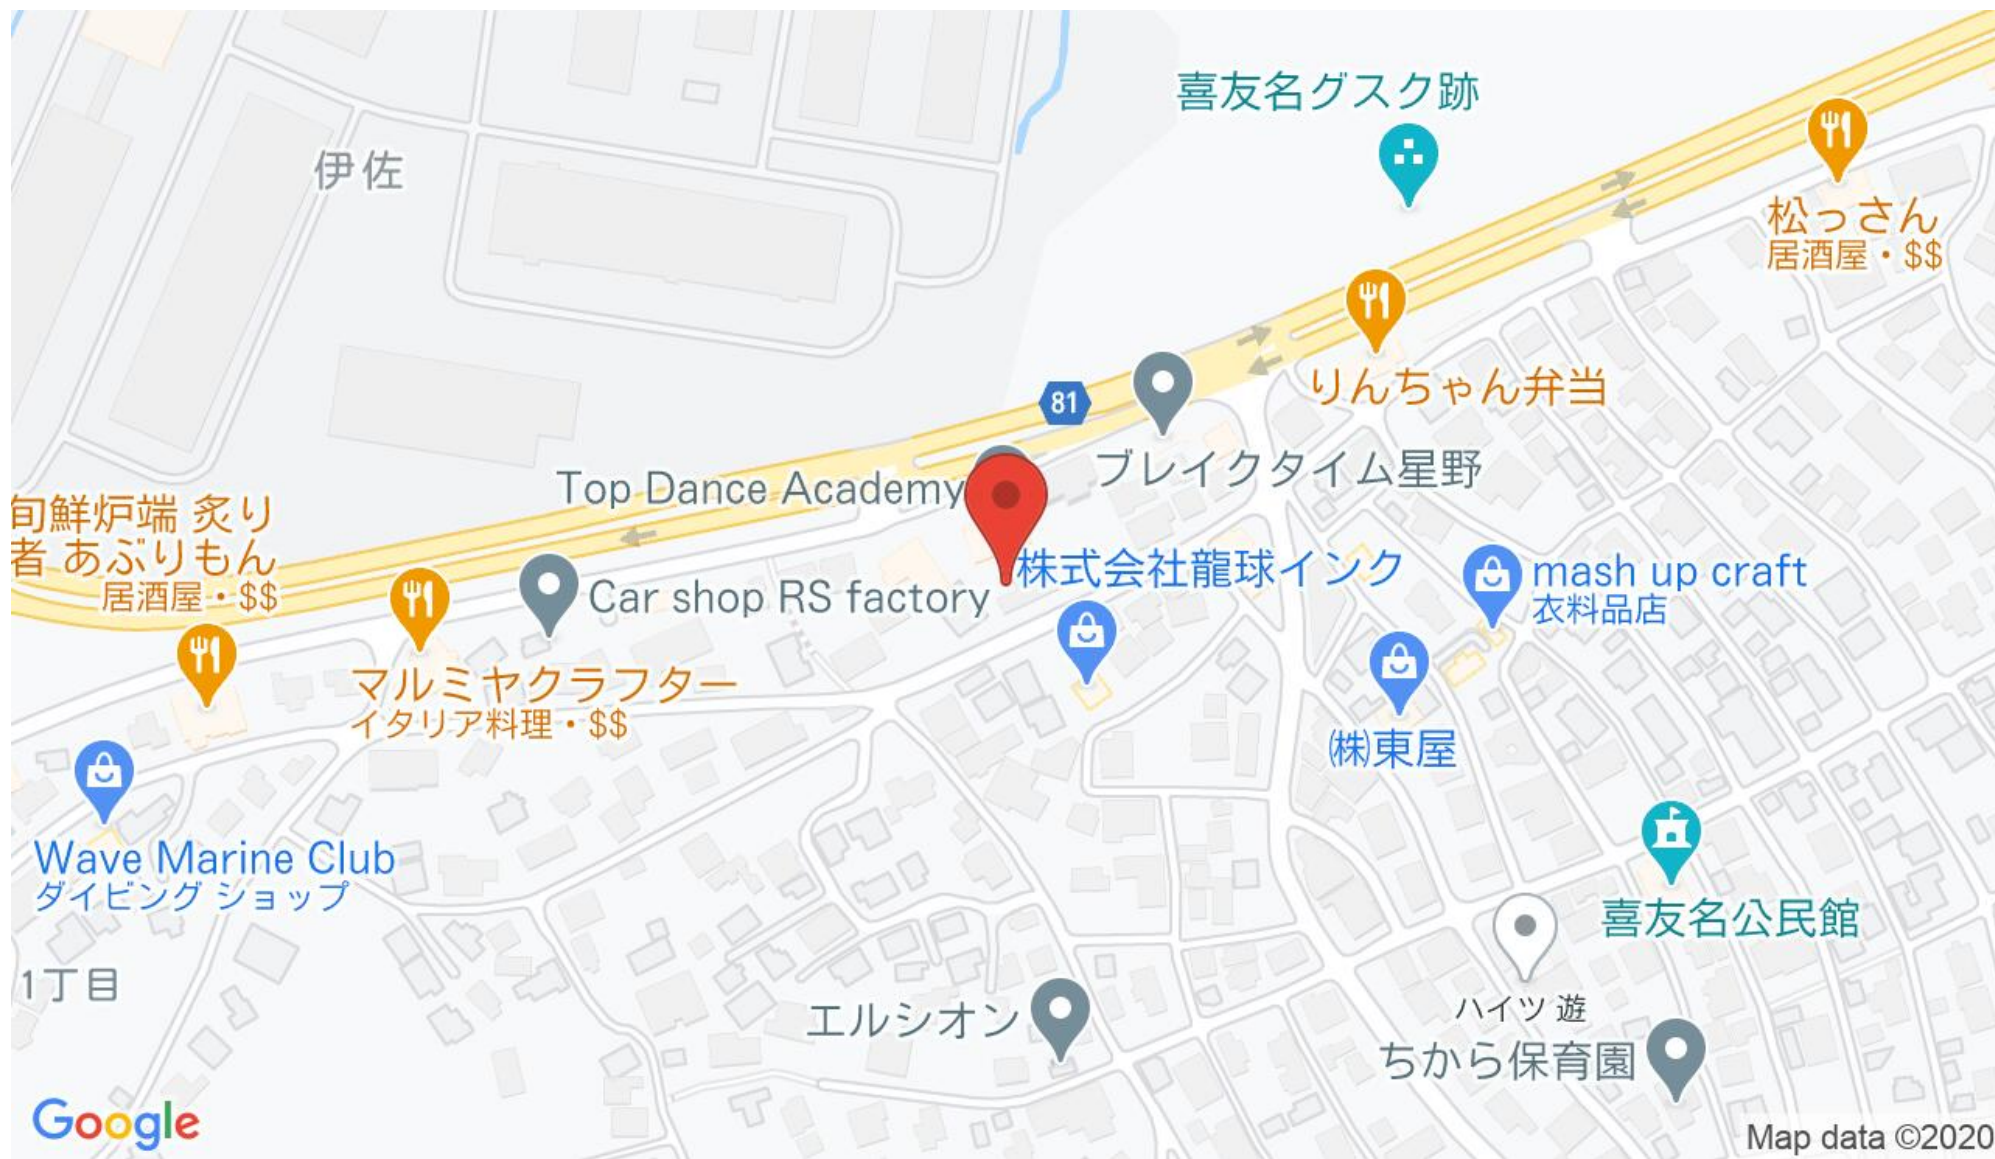 喜友名グスク跡
伊佐
松っさん
居酒屋・$$
りんちゃん弁当
81
ブレイクタイム星野
Top Dance Academy
旬鮮炉端 炙り
者 あぶりもん
居酒屋・$$
株式会社龍球インク
Car shop RS factory
mash up craft
衣料品店
マルミヤクラフター
イタリア料理・$$
㈱東屋
Wave Marine Club
ダイビング ショップ
喜友名公民館
1丁目
ハイツ 遊
エルシオン
ちから保育園
Google
Map data ©2020